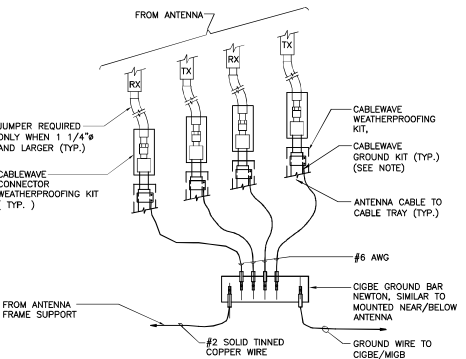 FROM ANTENNA
TX
RX
TX
RX
JUMPER REQUIRED
ONLY WHEN 1 1/4"ø
AND LARGER (TYP.)
CABLEWAVE
CONNECTOR
WEATHERPROOFING KIT
( TYP. )
CABLEWAVE
WEATHERPROOFING
KIT,
CABLEWAVE
GROUND KIT (TYP.)
(SEE NOTE)
ANTENNA CABLE TO
CABLE TRAY (TYP.)
#6 AWG
CIGBE GROUND BAR
NEWTON, SIMILAR TO
MOUNTED NEAR/BELOW
ANTENNA
FROM ANTENNA
FRAME SUPPORT
#2 SOLID TINNED
COPPER WIRE
GROUND WIRE TO
CIGBE/MIGB